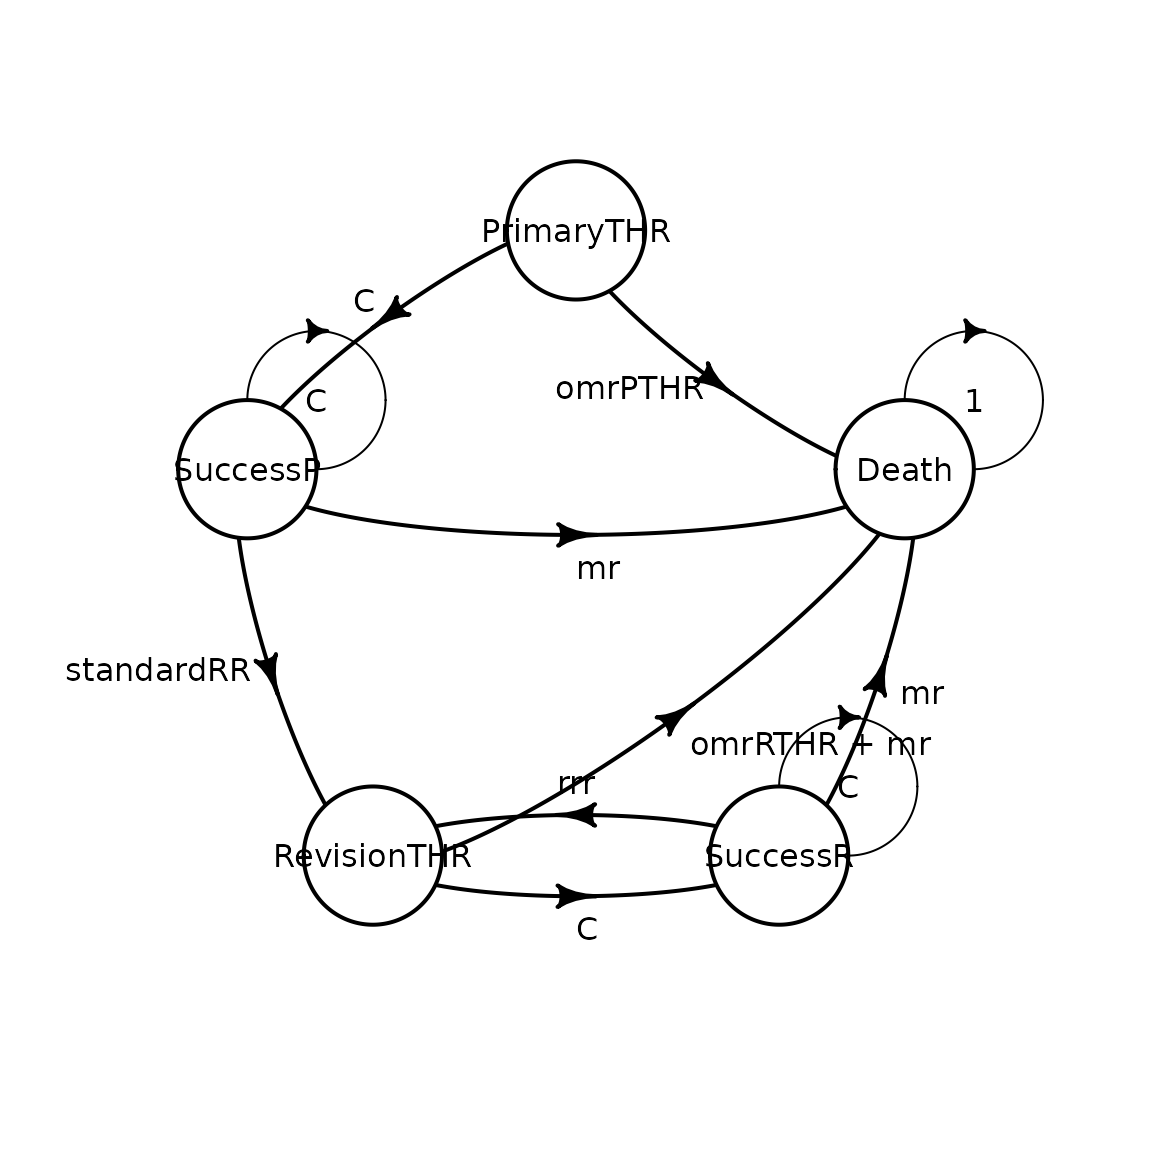 PrimaryTHR
C
omrPTHR
C
1
SuccessP
Death
mr
standardRR
mr
omrRTHR + mr
rrr
C
RevisionTHR
SuccessR
C